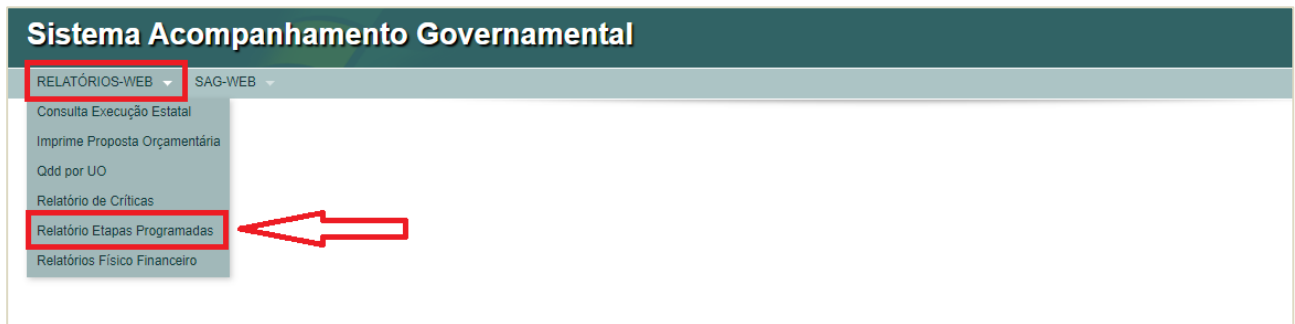 Sistema Acompanhamento Governamental
RELATÓRIOS-WEB SAG-WEB
Consulta Execução Estatal
Imprime Proposta Orçamentária
Qdd por UO
Relatório de Críticas
Relatório Etapas Programadas
Relatórios Físico Financeiro